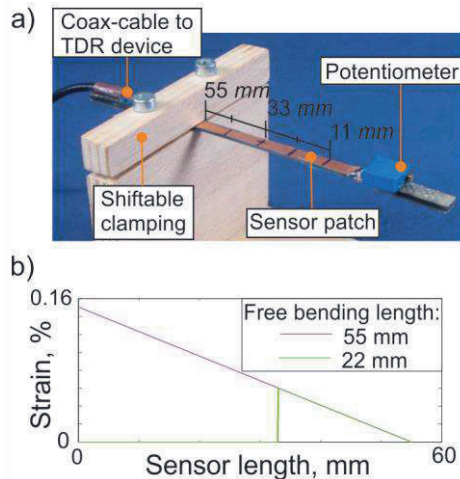 a)
Coax-cable to
TDR device
Potentiometer
55 mm
33 mm
11 mm
Shiftable
clamping
Sensor patch
b)
0.16
Strain, %
0
Free bending length:
55 mm
22 mm
0
Sensor length, mm
60